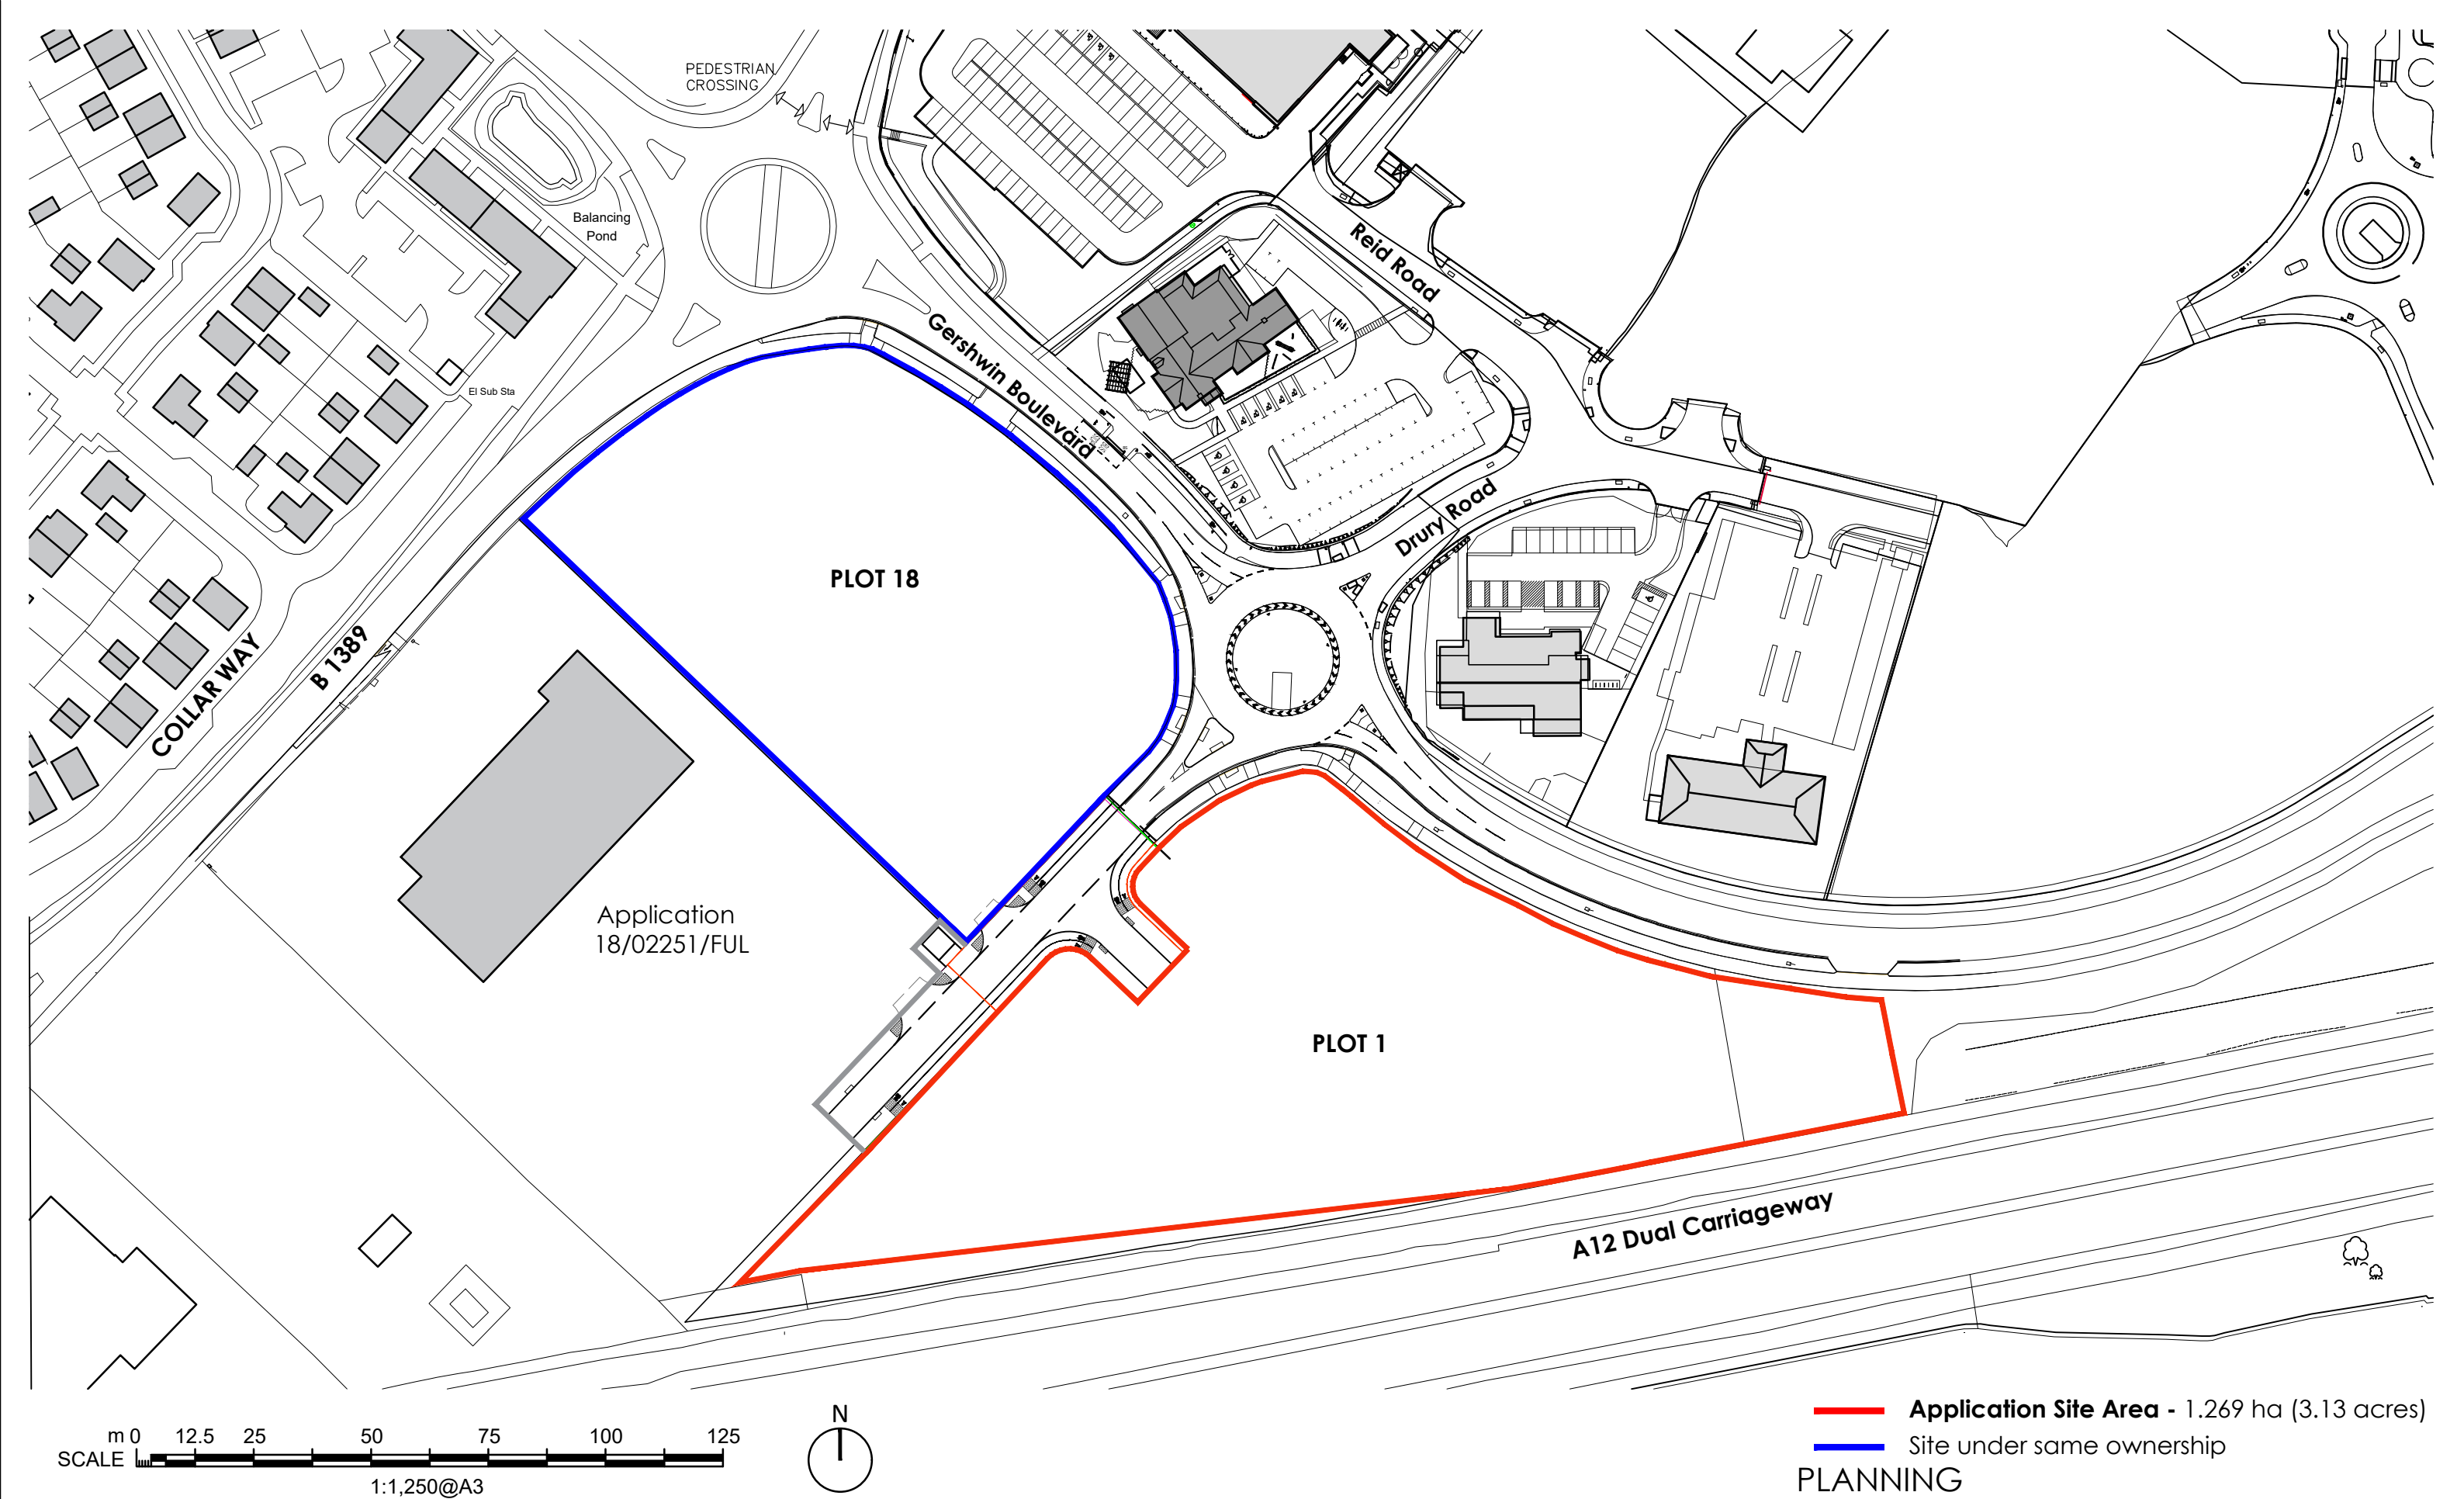 PEDESTRIAN
CROSSING
Balancing
Pond
El Sub Sta
Reid Road
Gershwin Boulevard
Drury Road
PLOT 18
COLLAR WAY
B 1389
Application
18/02251/FUL
PLOT 1
A12 Dual Carriageway
Application Site Area - 1.269 ha (3.13 acres)
Site under same ownership
PLANNING
N
m 0 12.5 25 50 75 100 125
SCALE
1:1,250@A3